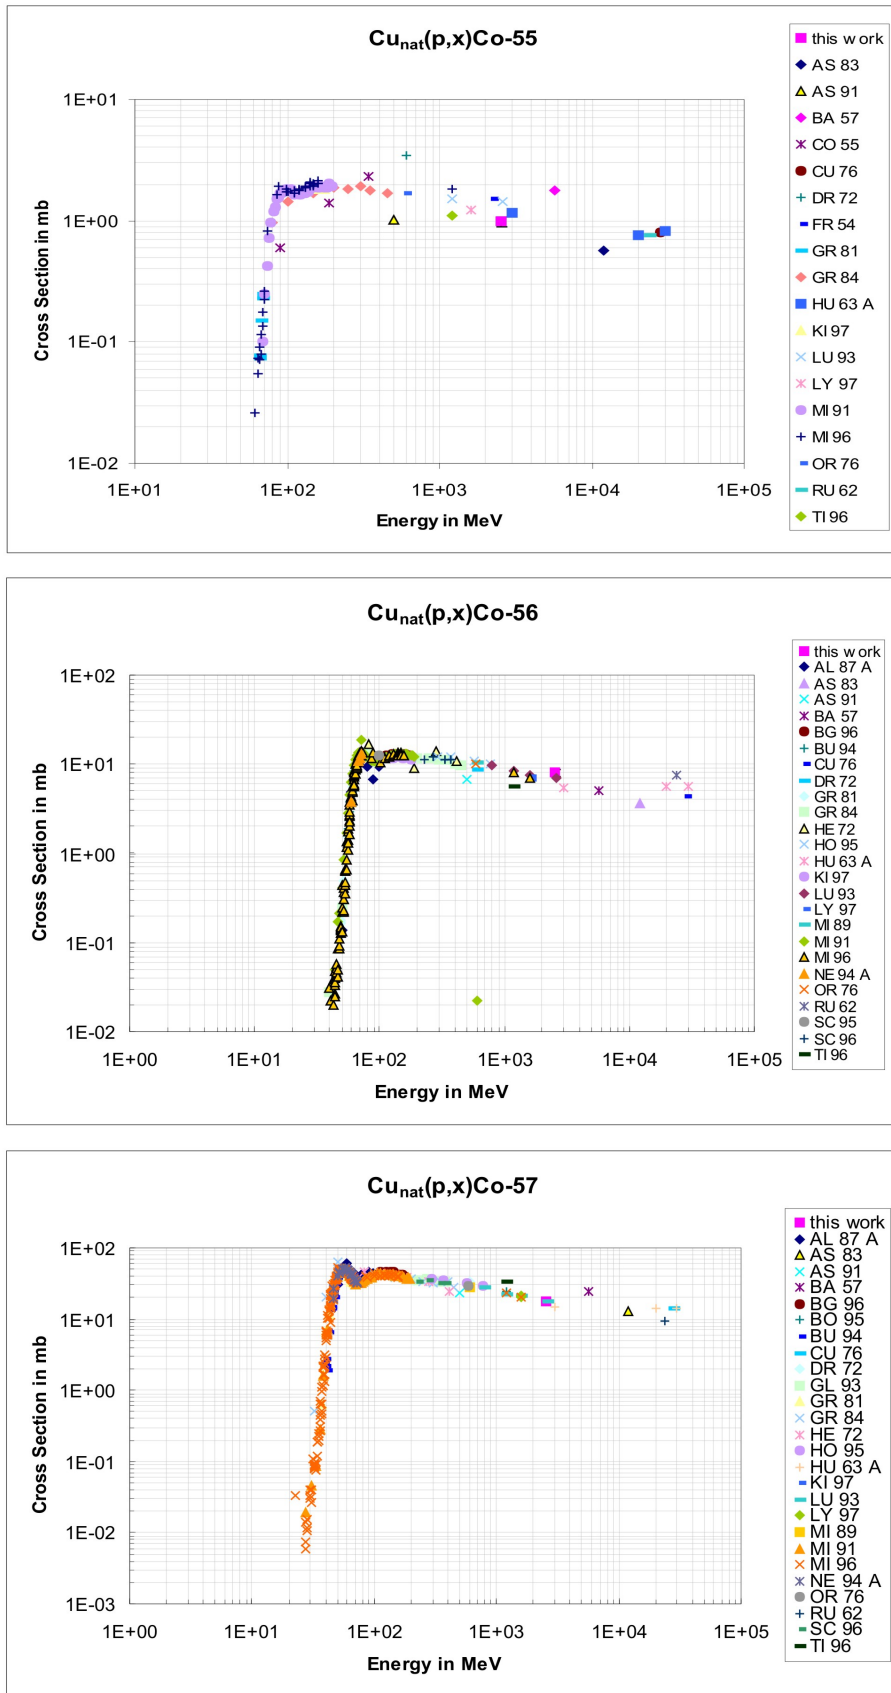 Cu nat(p,x)Co-55
1E+01
1E+00
1E-01
1E-02
Cross Section in mb
1E+01 1E+02 1E+03 1E+04 1E+05
Energy in MeV
this work
AS 83
AS 91
BA 57
CO 55
CU 76
DR 72
FR 54
GR 81
GR 84
HU 63 A
KI 97
LU 93
LY 97
MI 91
MI 96
OR 76
RU 62
TI 96
Cu nat(p,x)Co-56
1E+02
1E+01
1E+00
1E-01
1E-02
Cross Section in mb
1E+00 1E+01 1E+02 1E+03 1E+04 1E+05
Energy in MeV
this work
AL 87 A
AS 83
AS 91
BA 57
BG 96
BU 94
CU 76
DR 72
GR 81
GR 84
HE 72
HO 95
HU 63 A
KI 97
LU 93
LY 97
MI 89
MI 91
MI 96
NE 94 A
OR 76
RU 62
SC 95
SC 96
TI 96
Cu nat(p,x)Co-57
1E+02
1E+01
1E+00
1E-01
1E-02
1E-03
Cross Section in mb
1E+00 1E+01 1E+02 1E+03 1E+04 1E+05
Energy in MeV
this work
AL 87 A
AS 83
AS 91
BA 57
BG 96
BO 95
BU 94
CU 76
DR 72
GL 93
GR 81
GR 84
HE 72
HO 95
HU 63 A
KI 97
LU 93
LY 97
MI 89
MI 91
MI 96
NE 94 A
OR 76
RU 62
SC 96
TI 96